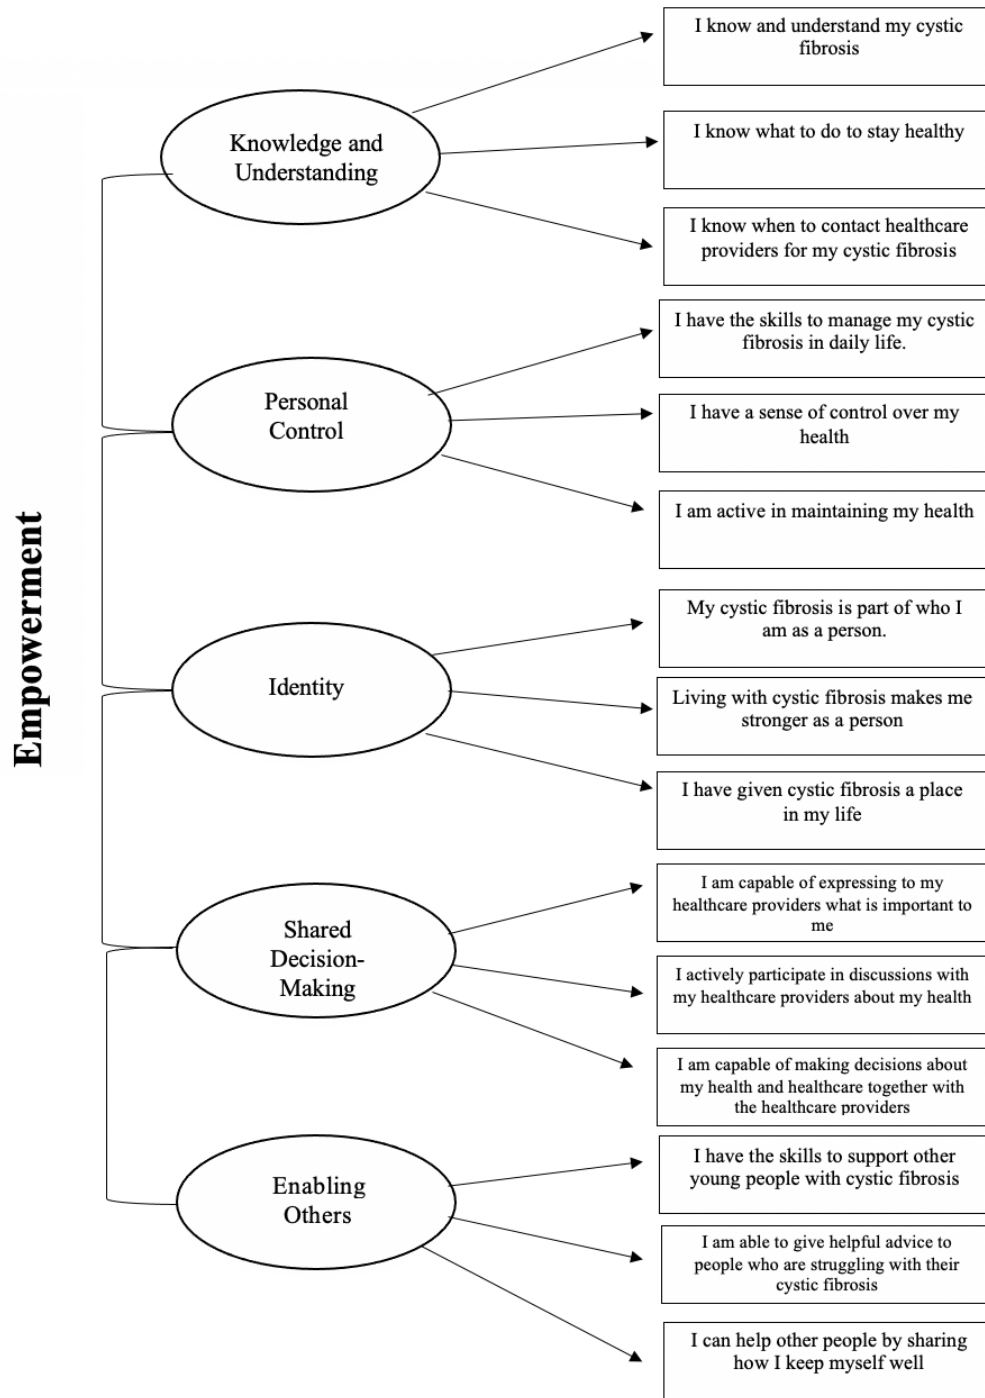 Empowerment
Knowledge and
Understanding
I know and understand my cystic
fibrosis
I know what to do to stay healthy
I know when to contact healthcare
providers for my cystic fibrosis
Personal
Control
I have the skills to manage my cystic
fibrosis in daily life.
I have a sense of control over my
health
I am active in maintaining my health
Identity
My cystic fibrosis is part of who I
am as a person.
Living with cystic fibrosis makes me
stronger as a person
I have given cystic fibrosis a place
in my life
Shared
Decision-
Making
I am capable of expressing to my
healthcare providers what is important to
me
I actively participate in discussions with
my healthcare providers about my health
I am capable of making decisions about
my health and healthcare together with
the healthcare providers
Enabling
Others
I have the skills to support other
young people with cystic fibrosis
I am able to give helpful advice to
people who are struggling with their
cystic fibrosis
I can help other people by sharing
how I keep myself well